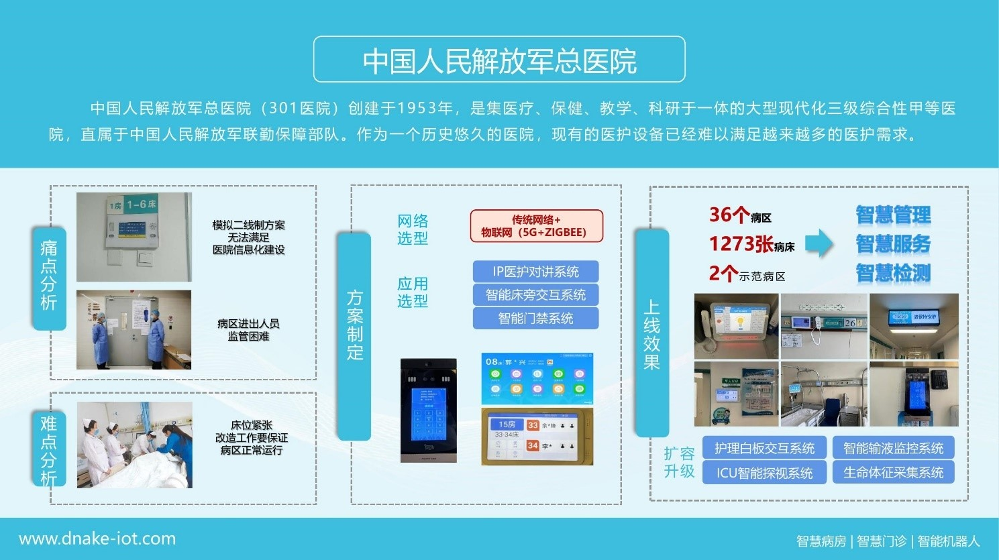 中国人民解放军总医院
中国人民解放军总医院（301医院）创建于1953年，是集医疗、保健、教学、科研于一体的大型现代化三级综合性甲等医
院，直属于中国人民解放军联勤保障部队。作为一个历史悠久的医院，现有的医护设备已经难以满足越来越多的医护需求。
痛点分析
1房 1-6床
模拟二线制方案
无法满足
医院信息化建设
病区进出人员
监管困难
难点分析
床位紧张
改造工作要保证
病区正常运行
方案制定
网络
选型
传统网络+
物联网（5G+ZIGBEE）
应用
选型
IP医护对讲系统
智能床旁交互系统
智能门禁系统
08床 郭*兴
15房
33-34床
33 余*锋
34 李*
上线效果
36个病区
1273张病床
2个示范病区
智慧管理
智慧服务
智慧检测
26
16:59 请保持安静
扩容
升级
护理白板交互系统
智能输液监控系统
ICU智能探视系统
生命体征采集系统
www.dnake-iot.com
智慧病房 | 智慧门诊 | 智能机器人